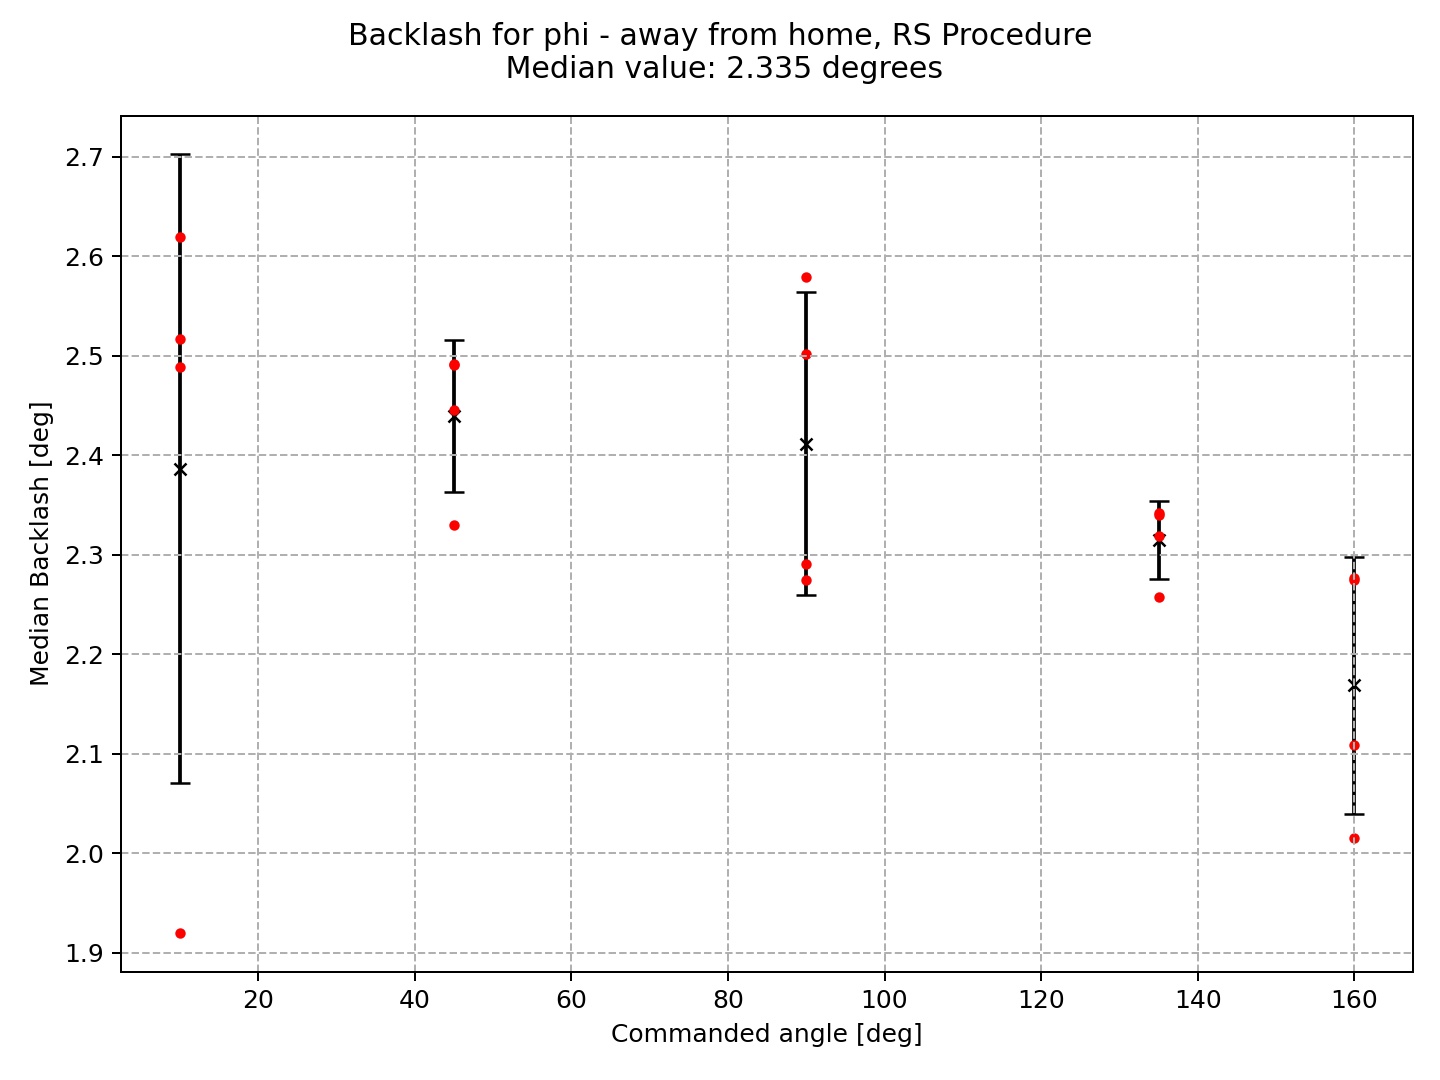 Backlash for phi - away from home, RS Procedure
Median value: 2.335 degrees
2.7
2.6
2.5
2.4
2.3
2.2
2.1
2.0
1.9
Median Backlash [deg]
20 40 60 80 100 120 140 160
Commanded angle [deg]